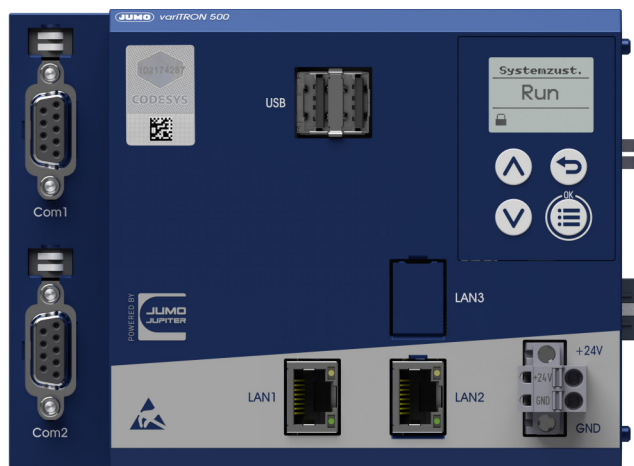 JUMO variTRON 500
102174267
CODESYS
USB
Systemzust.
Run
OK
Com1
POWERED BY
JUMO
JUPITER
LAN3
+24V
+24V
GND
LAN1
LAN2
GND
Com2